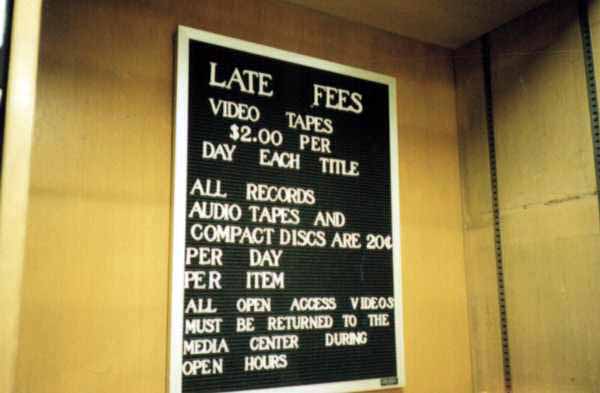 LATE FEES
VIDEO TAPES
$2.00 PER
DAY EACH TITLE
ALL RECORDS
AUDIO TAPES AND
COMPACT DISCS ARE 20¢
PER DAY
PER ITEM
ALL OPEN ACCESS VIDEOS
MUST BE RETURNED TO THE
MEDIA CENTER DURING
OPEN HOURS